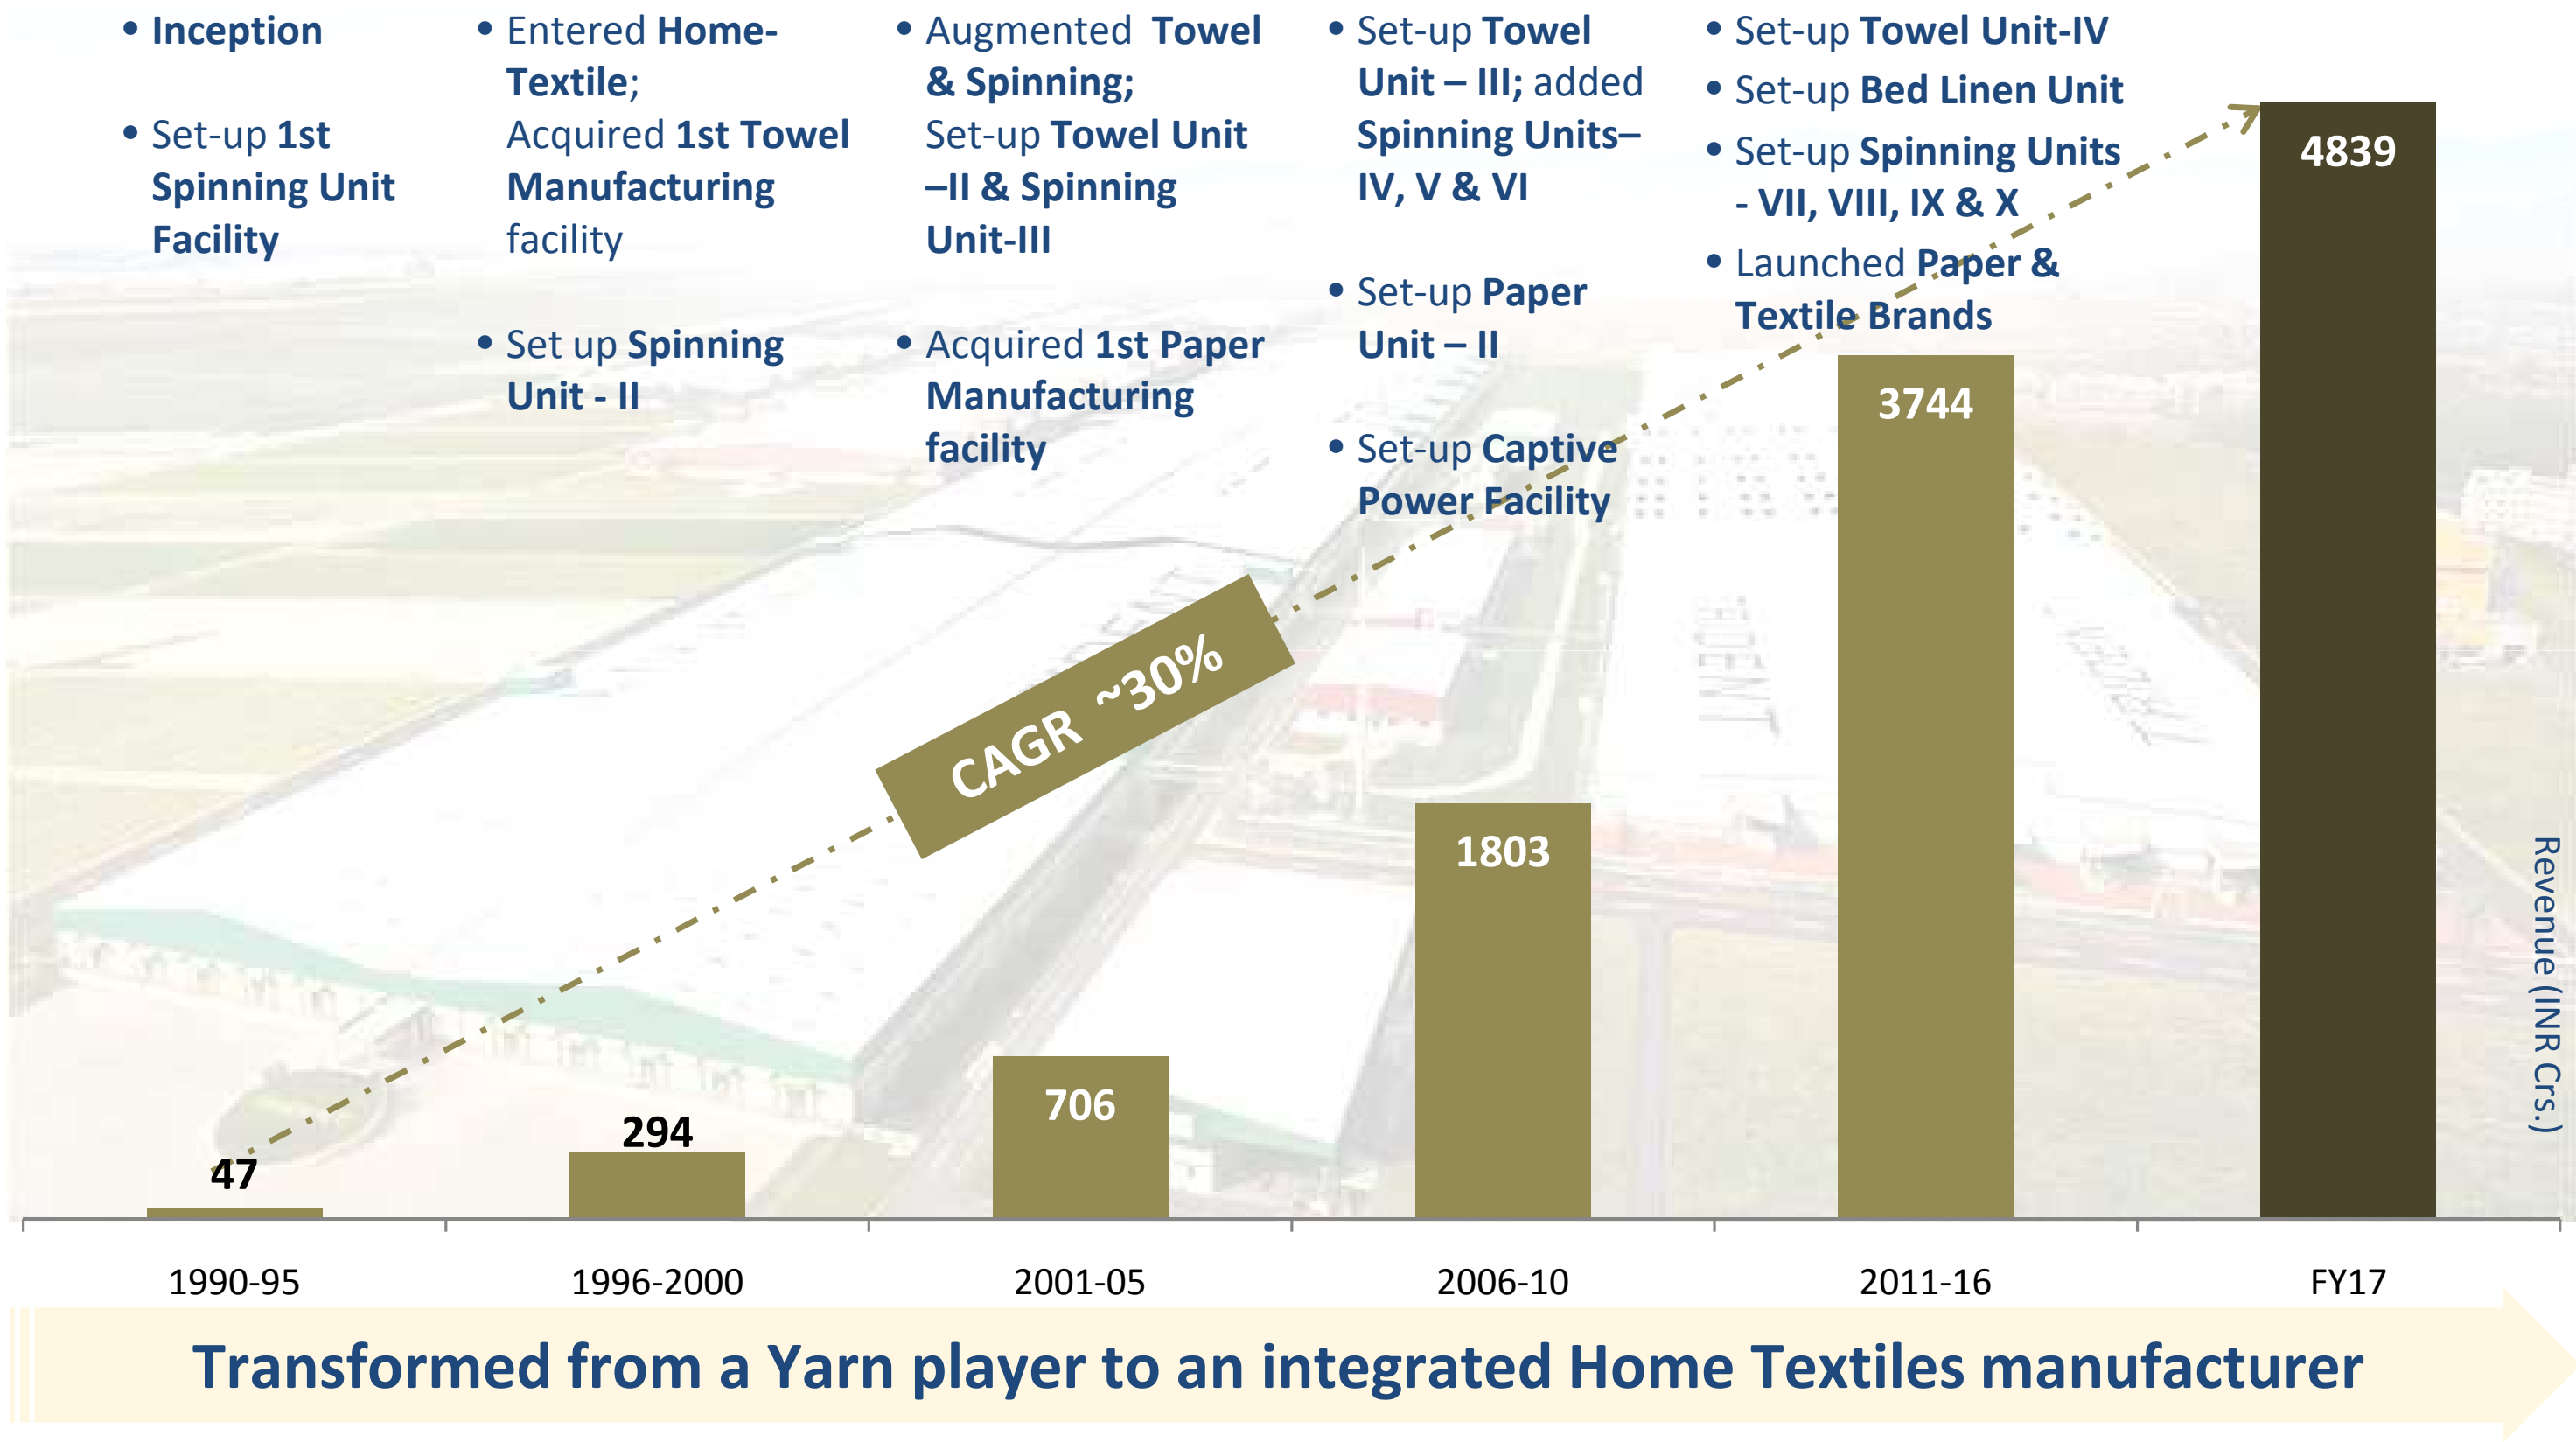 • Inception
• Set-up 1st
Spinning Unit
Facility
• Entered Home-
Textile;
Acquired 1st Towel
Manufacturing
facility
• Set up Spinning
Unit - II
• Augmented Towel
& Spinning;
Set-up Towel Unit
–II & Spinning
Unit-III
• Acquired 1st Paper
Manufacturing
facility
• Set-up Towel
Unit – III; added
Spinning Units–
IV, V & VI
• Set-up Paper
Unit – II
• Set-up Captive
Power Facility
• Set-up Towel Unit-IV
• Set-up Bed Linen Unit
• Set-up Spinning Units
- VII, VIII, IX & X
• Launched Paper &
Textile Brands
CAGR ~30%
47
294
706
1803
3744
4839
Revenue (INR Crs.)
1990-95
1996-2000
2001-05
2006-10
2011-16
FY17
Transformed from a Yarn player to an integrated Home Textiles manufacturer